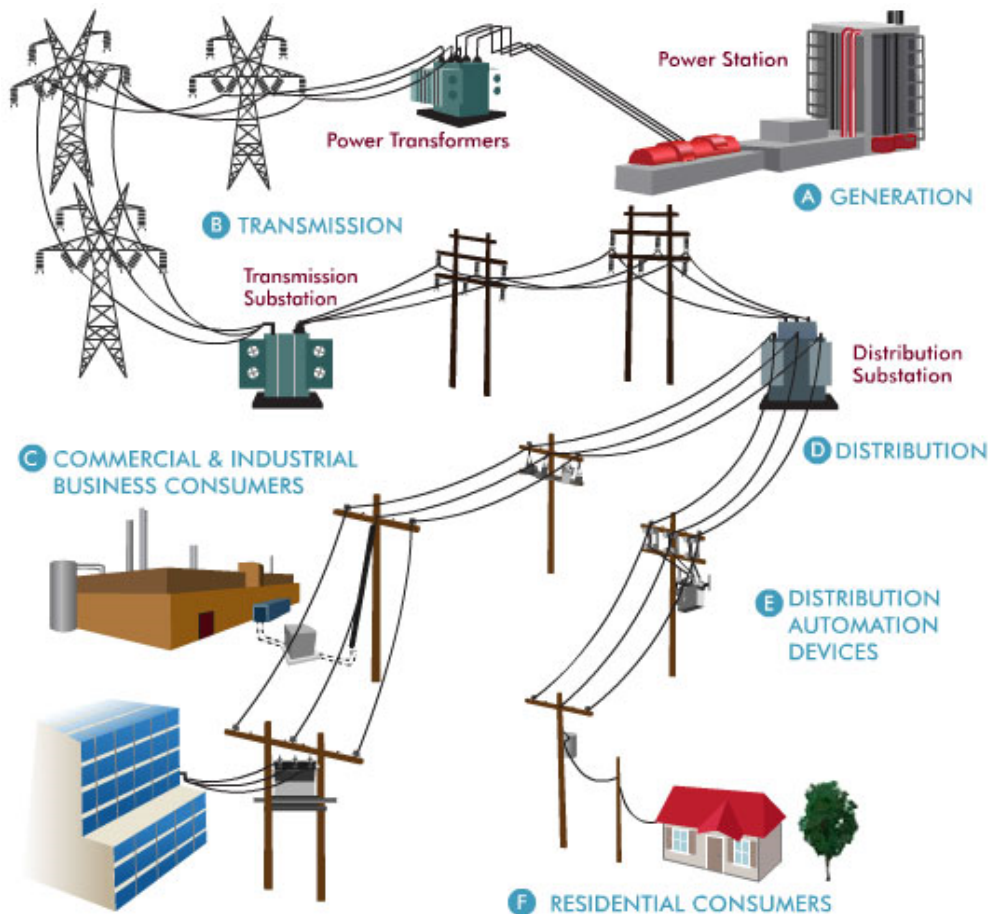 Power Station
Power Transformers
A GENERATION
B TRANSMISSION
Transmission
Substation
Distribution
Substation
C COMMERCIAL & INDUSTRIAL
BUSINESS CONSUMERS
D DISTRIBUTION
E DISTRIBUTION
AUTOMATION
DEVICES
F RESIDENTIAL CONSUMERS